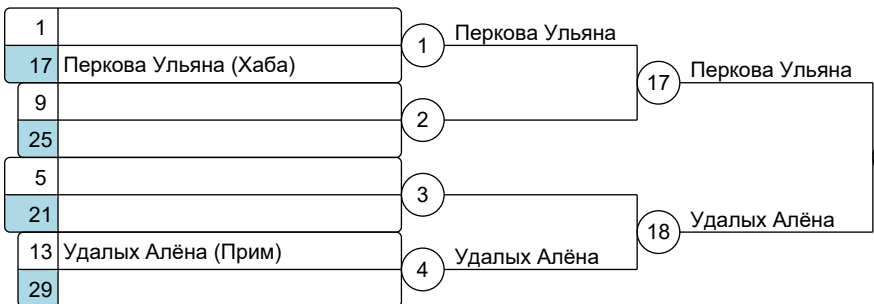 1
17 Перкова Ульяна (Хаба)
1 Перкова Ульяна
17 Перкова Ульяна
9
25
2
5
21
3
18 Удалых Алёна
13 Удалых Алёна (Прим)
29
4 Удалых Алёна